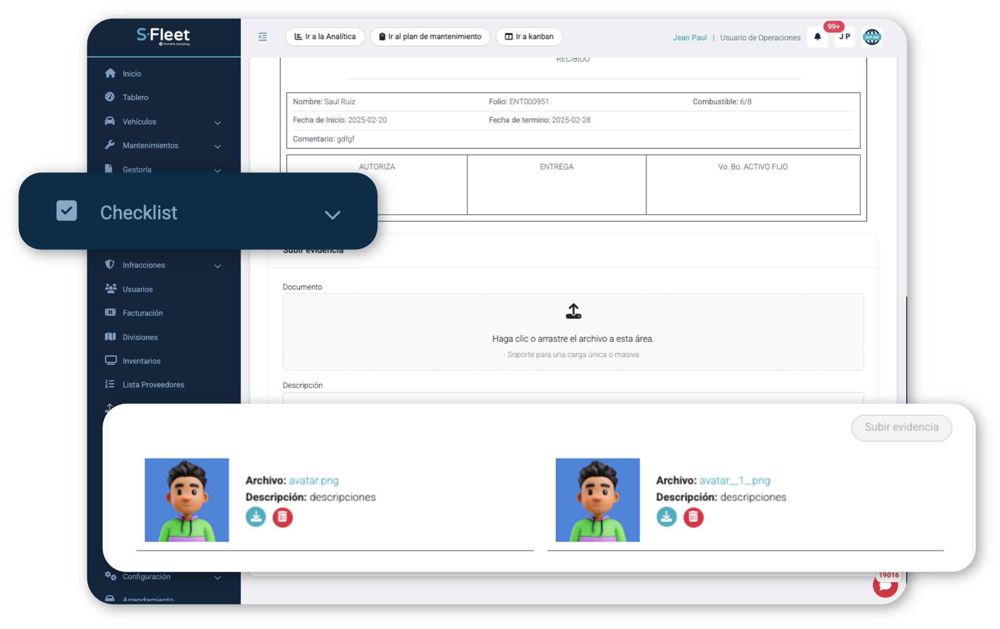 S·Fleet
a Numaris company
Ir a la Analítica
Ir al plan de mantenimiento
Ir a kanban
Jean Paul | Usuario de Operaciones
99+
J P
ESP-MX
Inicio
Tablero
Vehículos
Mantenimientos
Gestoría
Checklist
Infracciones
Usuarios
Facturación
Divisiones
Inventarios
Lista Proveedores
Configuración
Arrendamiento
RECIBIDO
Nombre: Saul Ruiz
Folio: ENT000951
Combustible: 6/8
Fecha de Inicio: 2025-02-20
Fecha de termino: 2025-02-28
Comentario: gdfgf
AUTORIZA
ENTREGA
Vo. Bo. ACTIVO FIJO
Subir evidencia
Documento
Haga clic o arrastre el archivo a esta área.
Soporte para una carga única o masiva
Descripción
Subir evidencia
Archivo: avatar.png
Descripción: descripciones
Archivo: avatar__1_.png
Descripción: descripciones
19016